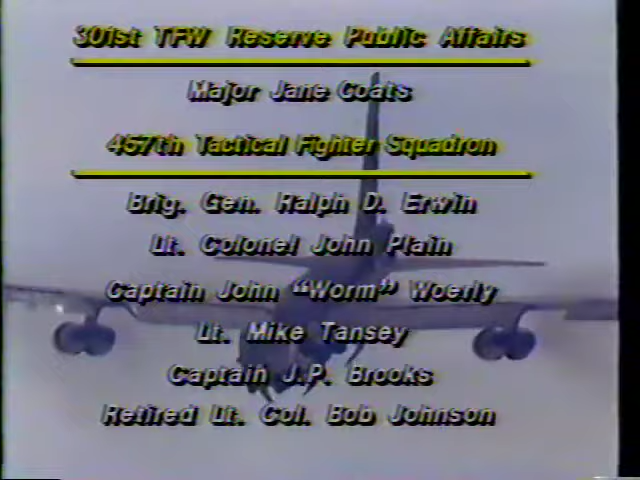 301st TFW Reserve Public Affairs
Major Jane Coats
457th Tactical Fighter Squadron
Brig. Gen. Ralph D. Erwin
Lt. Colonel John Plain
Captain John "Worm" Woerly
Lt. Mike Tansey
Captain J.P. Brooks
Retired Lt. Col. Bob Johnson